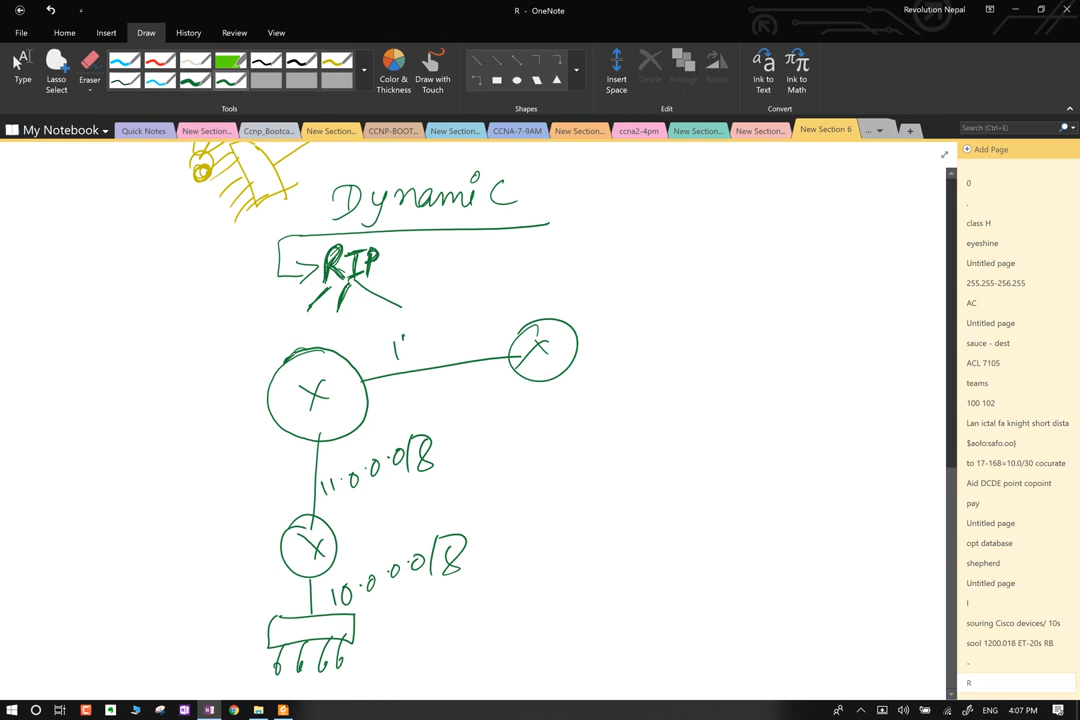 R - OneNote
Revolution Nepal
File
Home
Insert
Draw
History
Review
View
Type
Lasso
Select
Eraser
Color &
Thickness
Draw with
Touch
Insert
Space
Delete
Arrange
Rotate
Ink to
Text
Ink to
Math
Tools
Shapes
Edit
Convert
My Notebook
Quick Notes
New Section...
Ccnp_Bootca...
New Section...
CCNP-BOOT...
New Section...
CCNA-7-9AM
New Section...
ccna2-4pm
New Section...
New Section...
New Section 6
...
Search (Ctrl+E)
Add Page
0
.
class H
eyeshine
Untitled page
255.255-256.255
AC
Untitled page
sauce - dest
ACL 7105
teams
100 102
Lan ictal fa knight short dista
$aolo:safo.oo)
to 17-168=10.0/30 cocurate
Aid DCDE point copoint
pay
Untitled page
opt database
shepherd
Untitled page
I
souring Cisco devices/ 10s
sool 1200.018 ET-20s RB
-
R
Dynamic
RIP
X
X
11.0.0.0/8
X
10.0.0.0/8
ENG
4:07 PM